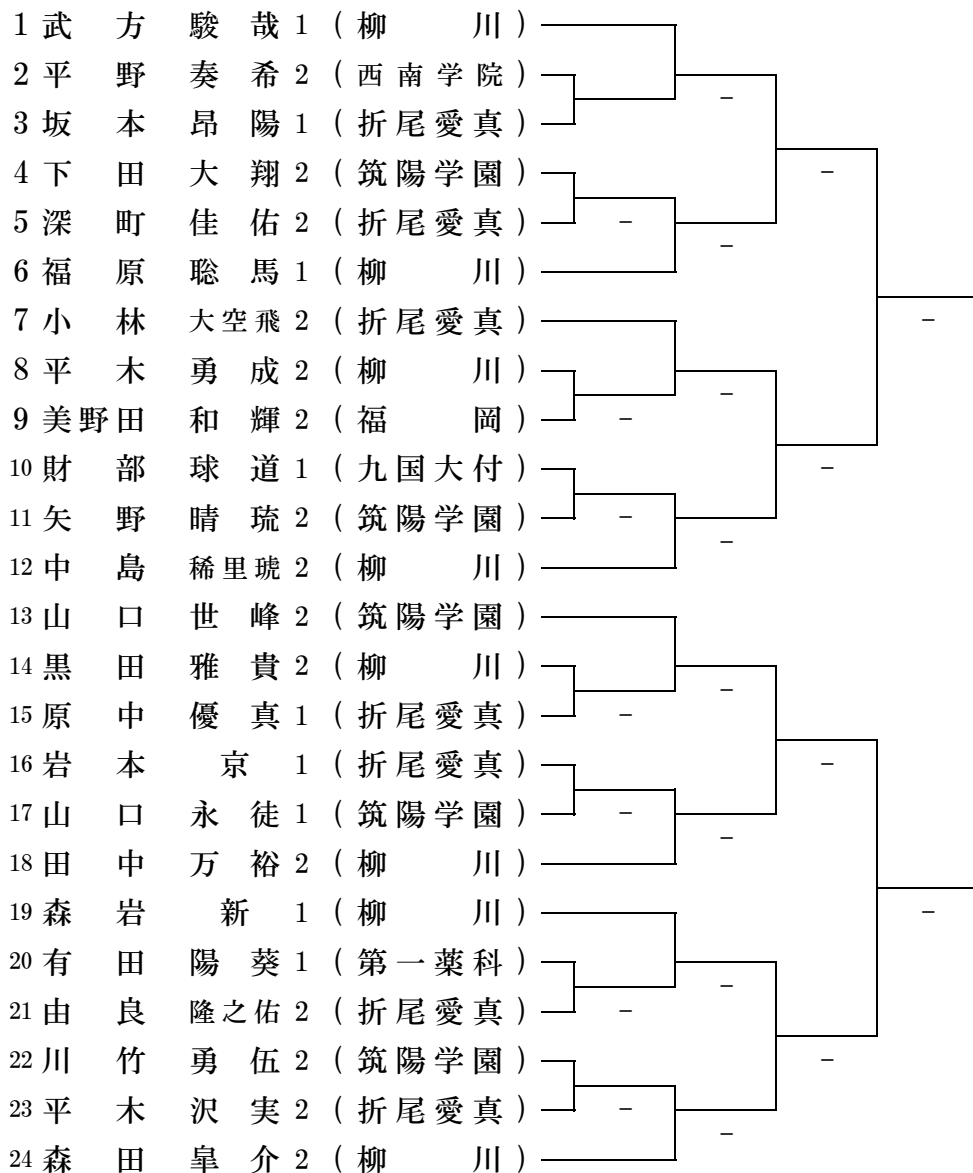 1 武方駿哉 1 (柳川)
2 平野奏希 2 (西南学院)
3 坂本昂陽 1 (折尾愛真)
4 下田大翔 2 (筑陽学園)
5 深町佳佑 2 (折尾愛真)
6 福原聡馬 1 (柳川)
7 小林大空飛 2 (折尾愛真)
8 平木勇成 2 (柳川)
9 美野田和輝 2 (福岡)
10 財部球道 1 (九国大付)
11 矢野晴琉 2 (筑陽学園)
12 中島稀里琥 2 (柳川)
13 山口世峰 2 (筑陽学園)
14 黒田雅貴 2 (柳川)
15 原中優真 1 (折尾愛真)
16 岩本京 1 (折尾愛真)
17 山口永徒 1 (筑陽学園)
18 田中万裕 2 (柳川)
19 森岩新 1 (柳川)
20 有田陽葵 1 (第一薬科)
21 由良隆之佑 2 (折尾愛真)
22 川竹勇伍 2 (筑陽学園)
23 平木沢実 2 (折尾愛真)
24 森田皐介 2 (柳川)